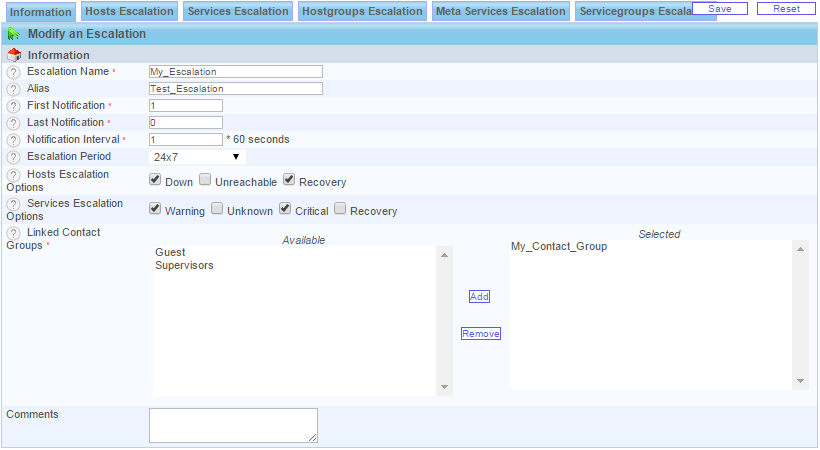 Information Hosts Escalation Services Escalation Hostgroups Escalation Meta Services Escalation Servicegroups Escala Save Reset
Modify an Escalation
Information
? Escalation Name * My_Escalation
? Alias Test_Escalation
? First Notification * 1
? Last Notification * 0
? Notification Interval * 1 * 60 seconds
? Escalation Period 24x7
? Hosts Escalation Options Down Unreachable Recovery
? Services Escalation Options Warning Unknown Critical Recovery
? Linked Contact Groups *
Available
Guest
Supervisors
Add
Remove
Selected
My_Contact_Group
Comments